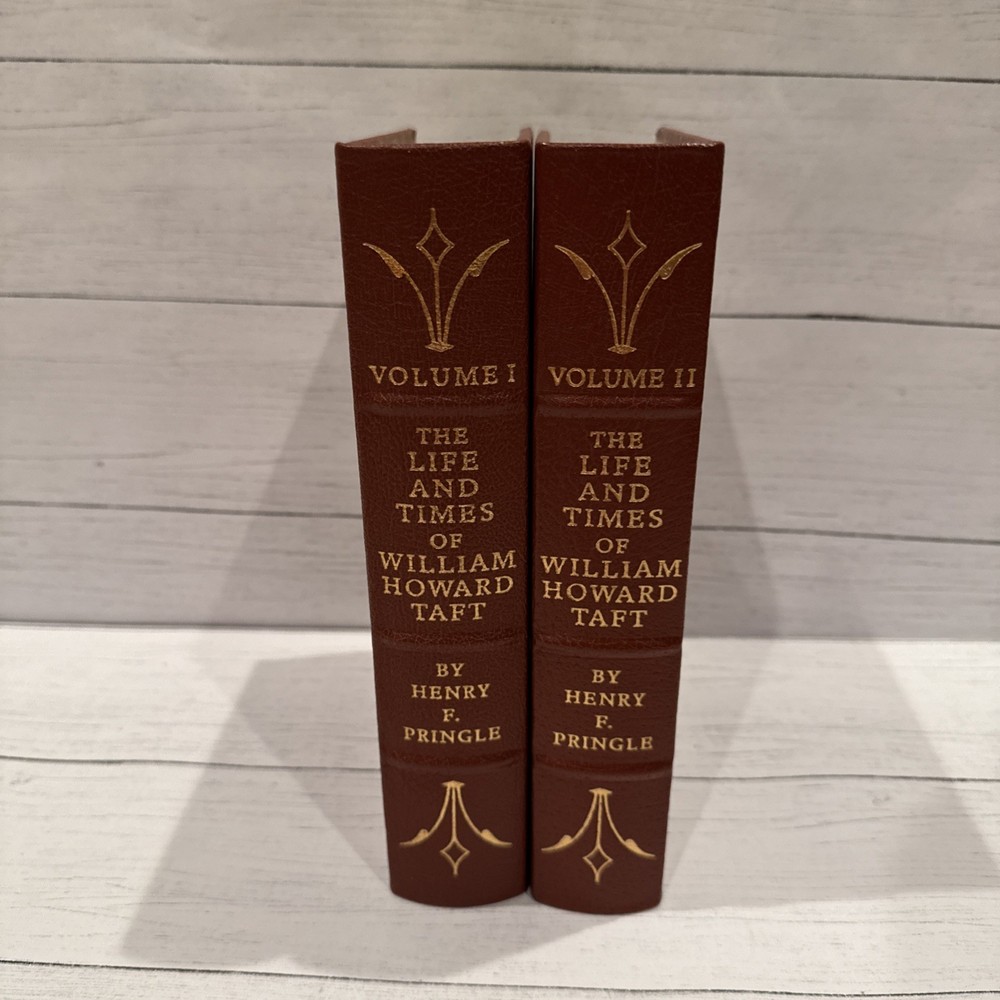 VOLUME I
THE
LIFE
AND
TIMES
OF
WILLIAM
HOWARD
TAFT
BY
HENRY
F.
PRINGLE
VOLUME II
THE
LIFE
AND
TIMES
OF
WILLIAM
HOWARD
TAFT
BY
HENRY
F.
PRINGLE